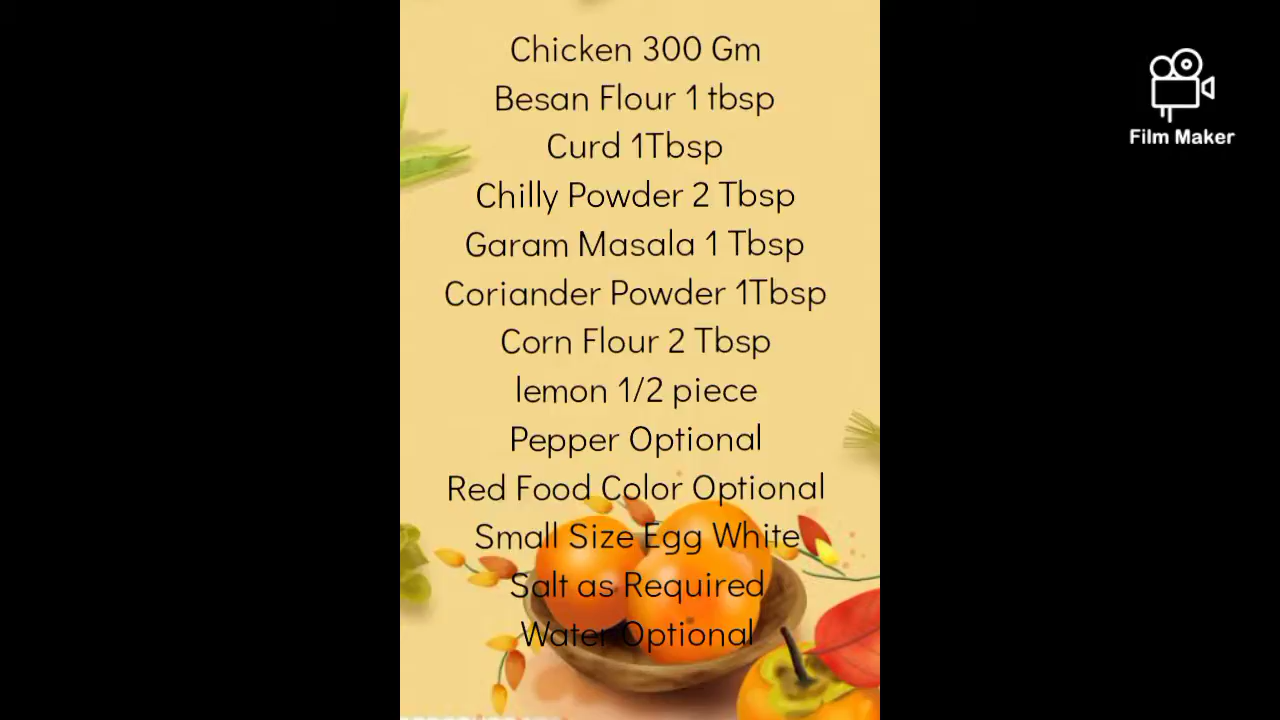 Chicken 300 Gm
Besan Flour 1 tbsp
Curd 1Tbsp
Chilly Powder 2 Tbsp
Garam Masala 1 Tbsp
Coriander Powder 1Tbsp
Corn Flour 2 Tbsp
lemon 1/2 piece
Pepper Optional
Red Food Color Optional
Small Size Egg White
Salt as Required
Water Optional
Film Maker